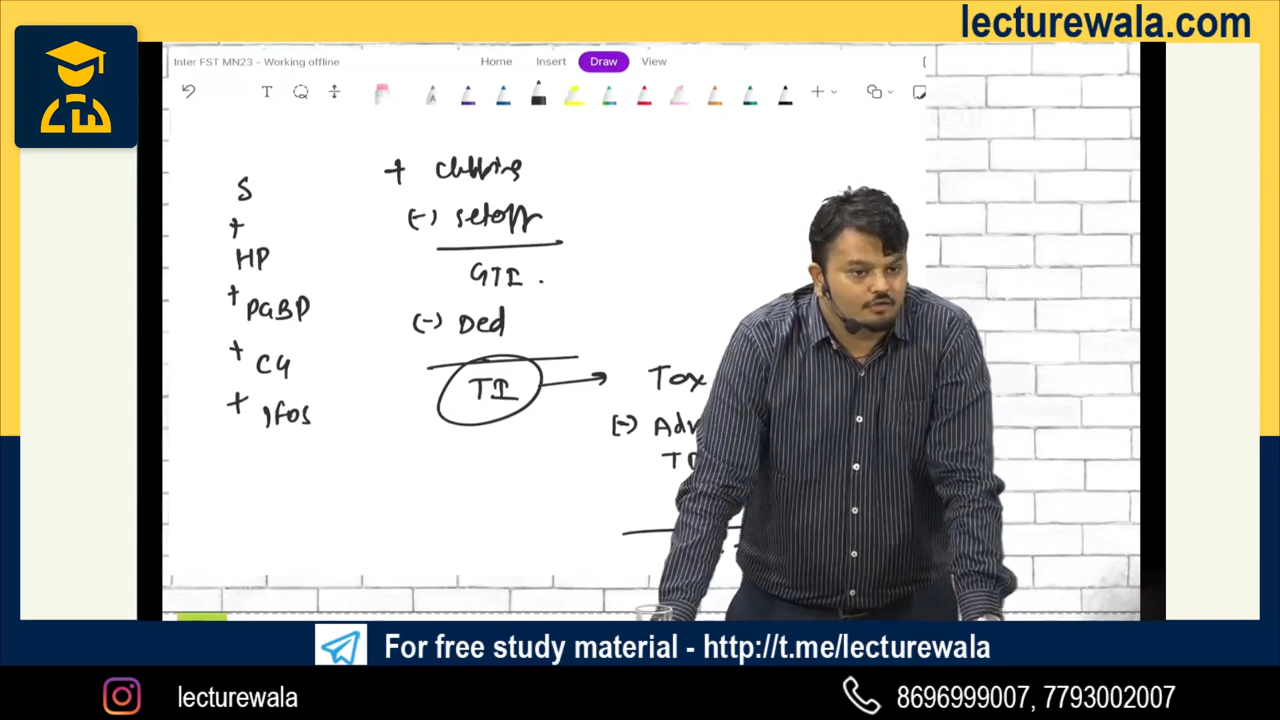 lecturewala.com
Inter FST MN23 - Working offline
Home Insert Draw View
S
+
HP
+ PGBP
+ CG
+ IFOS
+ clubbing
(-) setoff
GTI.
(-) Ded
TI
Tax
(-) Adv
For free study material - http://t.me/lecturewala
lecturewala
8696999007, 7793002007